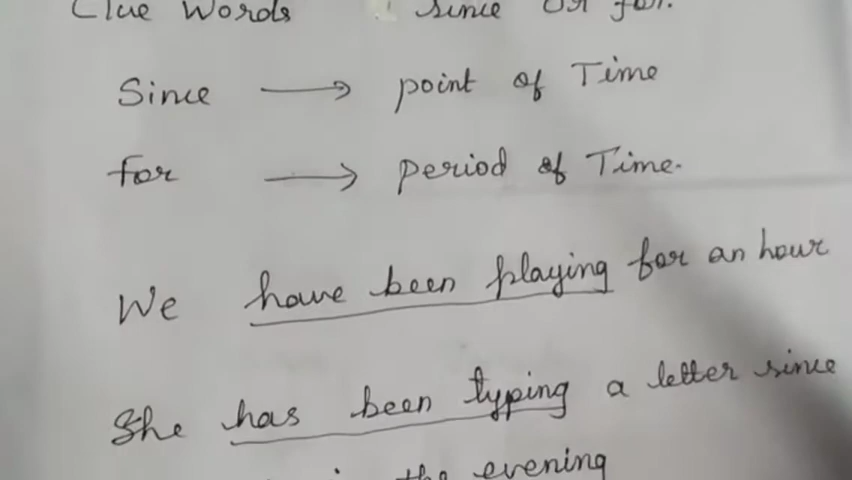 Clue Words since or for.
Since → point of Time
for → period of Time.
We have been playing for an hour
She has been typing a letter since
in the evening